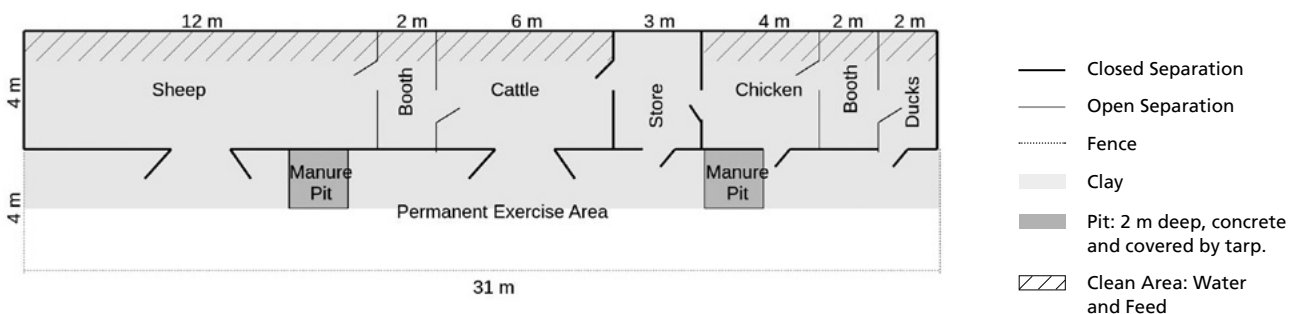 12 m
2 m
6 m
3 m
4 m
2 m
2 m
4 m
Sheep
Booth
Cattle
Store
Chicken
Booth
Ducks
Manure
Pit
Manure
Pit
4 m
Permanent Exercise Area
31 m
Closed Separation
Open Separation
Fence
Clay
Pit: 2 m deep, concrete
and covered by tarp.
Clean Area: Water
and Feed